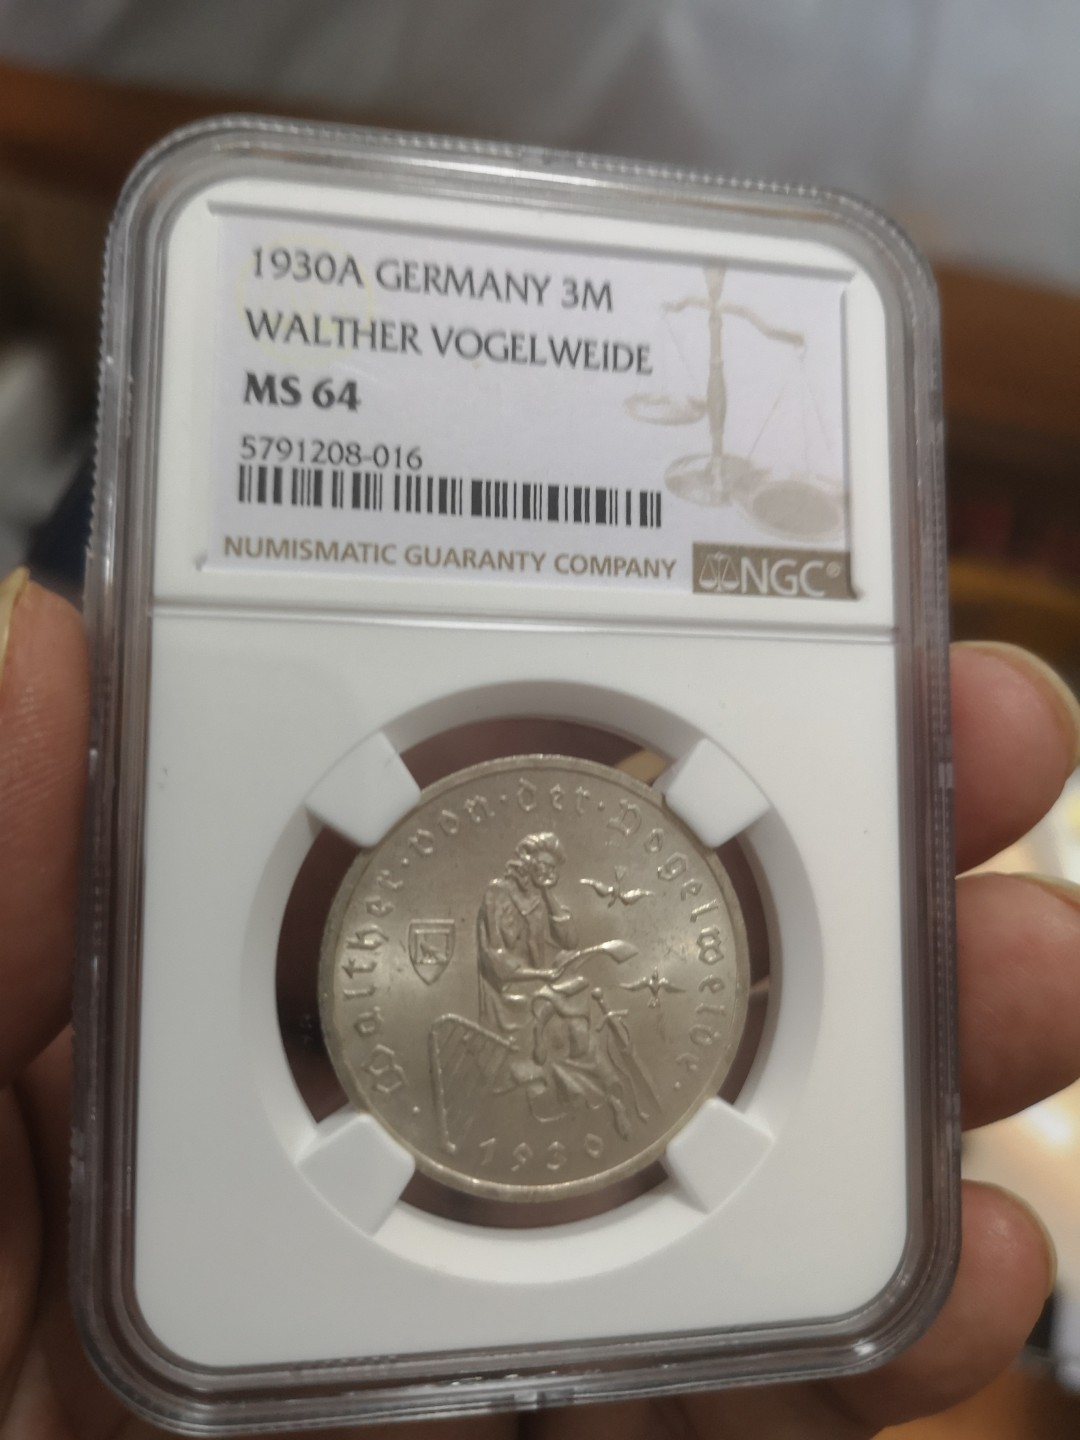 1930A GERMANY 3M
WALTHER VOGELWEIDE
MS 64
5791208-016
NUMISMATIC GUARANTY COMPANY
NGC®
Walther · von · der · Vogelweide ·
1930